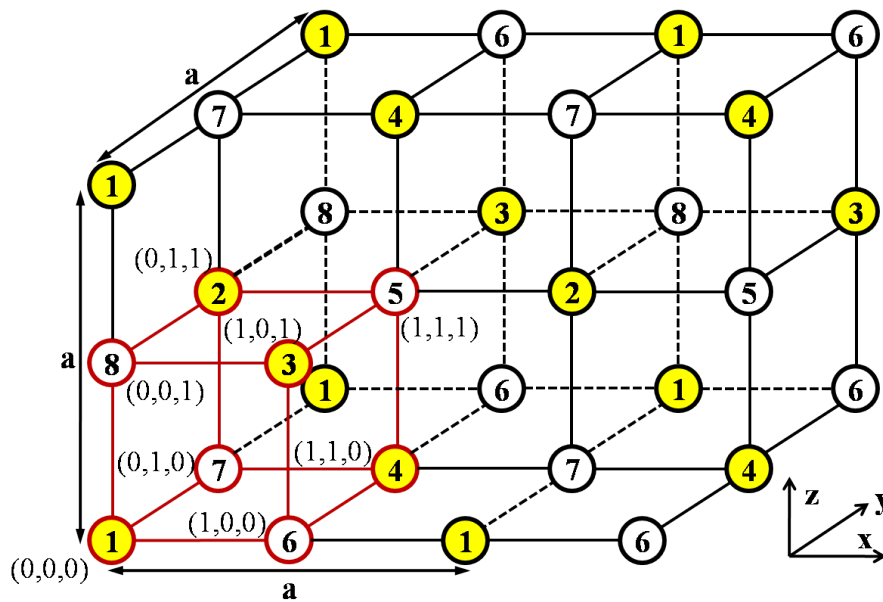 1 6 1 6
a
7 4 7 4
1
8 3 8 3
(0,1,1)
2 5 2 5
(1,0,1) (1,1,1)
a 8 3
(0,0,1) 1 6 1 6
(0,1,0) 7 (1,1,0) 4 7 4
z y
(1,0,0)
1 6 1 6 x
(0,0,0)
a